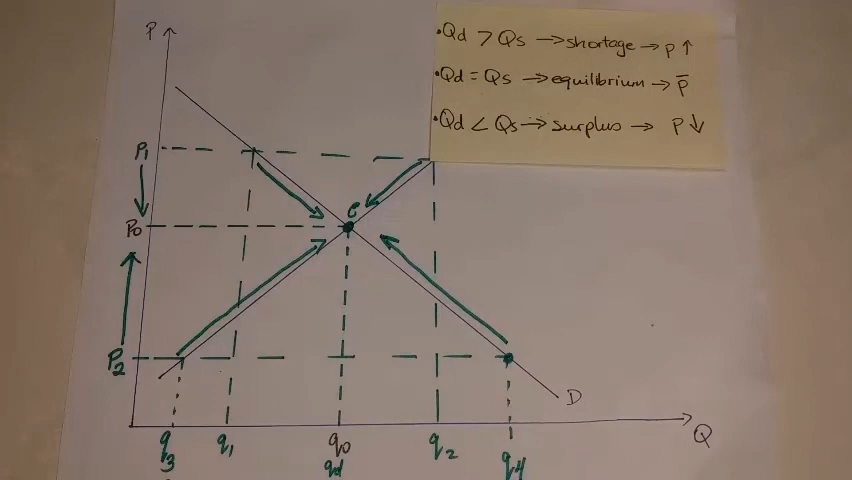 P
•Qd > Qs → shortage → p ↑
•Qd = Qs → equilibrium → p̄
•Qd < Qs → surplus → p ↓
P1
e
P0
P2
D
Q
q3 q1 q0 q2 q4
qd